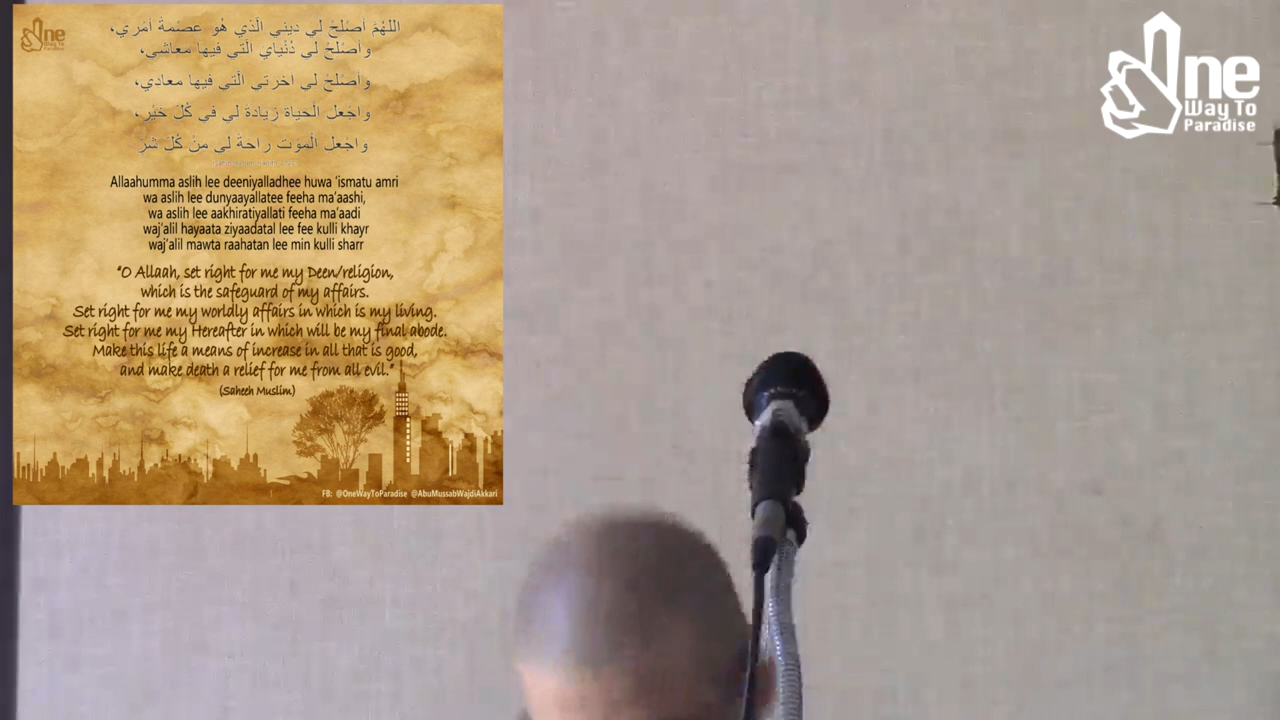 One
Way To
Paradise
اللّهُمَّ أَصْلِحْ لِي دِينِي الَّذِي هُوَ عِصْمَةُ أَمْرِي،
وَأَصْلِحْ لِي دُنْيَايَ الَّتِي فِيهَا مَعَاشِي،
وَأَصْلِحْ لِي آخِرَتِي الَّتِي فِيهَا مَعَادِي،
وَاجْعَلِ الْحَيَاةَ زِيَادَةً لِي فِي كُلِّ خَيْرٍ،
وَاجْعَلِ الْمَوْتَ رَاحَةً لِي مِنْ كُلِّ شَرٍّ
Allaahumma aslih lee deeniyalladhee huwa 'ismatu amri
wa aslih lee dunyaayallatee feeha ma'aashi,
wa aslih lee aakhiratiyallati feeha ma'aadi
waj'alil hayaata ziyaadatal lee fee kulli khayr
waj'alil mawta raahatan lee min kulli sharr
"O Allaah, set right for me my Deen/religion,
which is the safeguard of my affairs.
Set right for me my worldly affairs in which is my living.
Set right for me my Hereafter in which will be my final abode.
Make this life a means of increase in all that is good,
and make death a relief for me from all evil."
(Saheeh Muslim)
FB: @OneWayToParadise @AbuMussabWajdiAkkari
One
Way To
Paradise